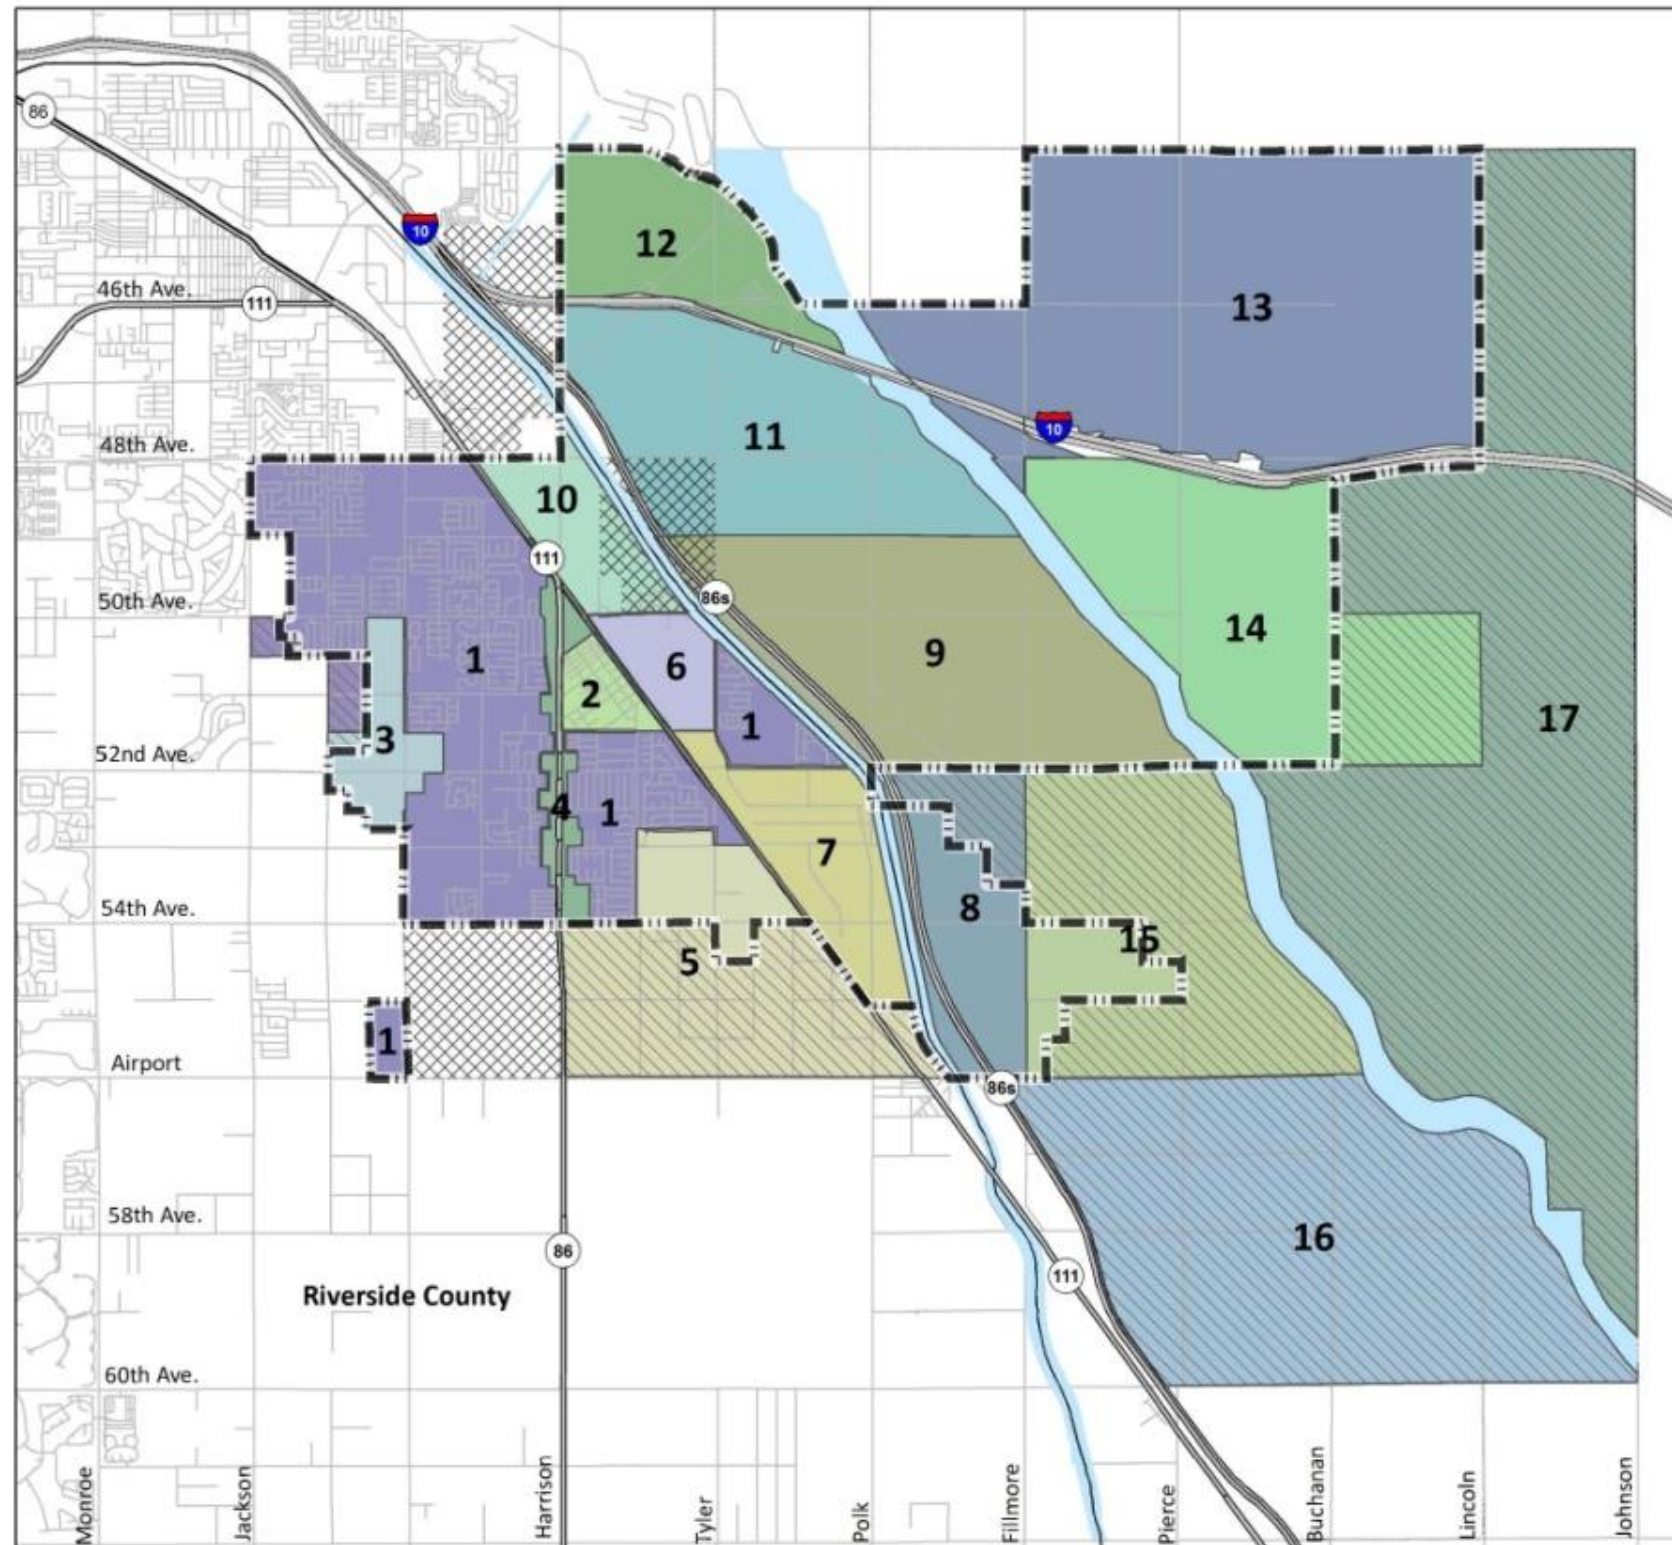 86
10
12
46th Ave.
111
13
10
11
48th Ave.
10
111
50th Ave.
86s
14
1
9
6
2
17
1
3
52nd Ave.
4
1
7
8
54th Ave.
15
5
1
Airport
86s
58th Ave.
16
86
111
Riverside County
60th Ave.
Monroe
Jackson
Harrison
Tyler
Polk
Fillmore
Pierce
Buchanan
Lincoln
Johnson